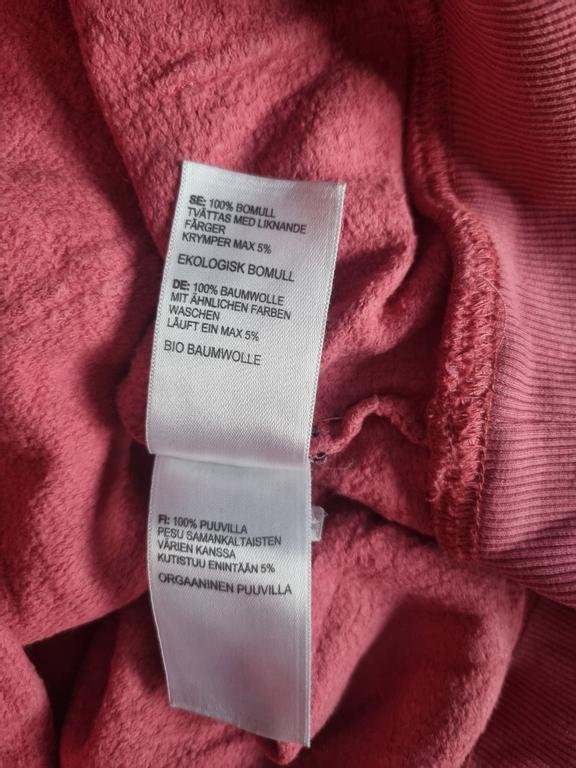 SE: 100% BOMULL
TVÄTTAS MED LIKNANDE
FÄRGER
KRYMPER MAX 5%
EKOLOGISK BOMULL
DE: 100% BAUMWOLLE
MIT ÄHNLICHEN FARBEN
WASCHEN
LÄUFT EIN MAX 5%
BIO BAUMWOLLE
FI: 100% PUUVILLA
PESU SAMANKALTAISTEN
VÄRIEN KANSSA
KUTISTUU ENINTÄÄN 5%
ORGAANINEN PUUVILLA